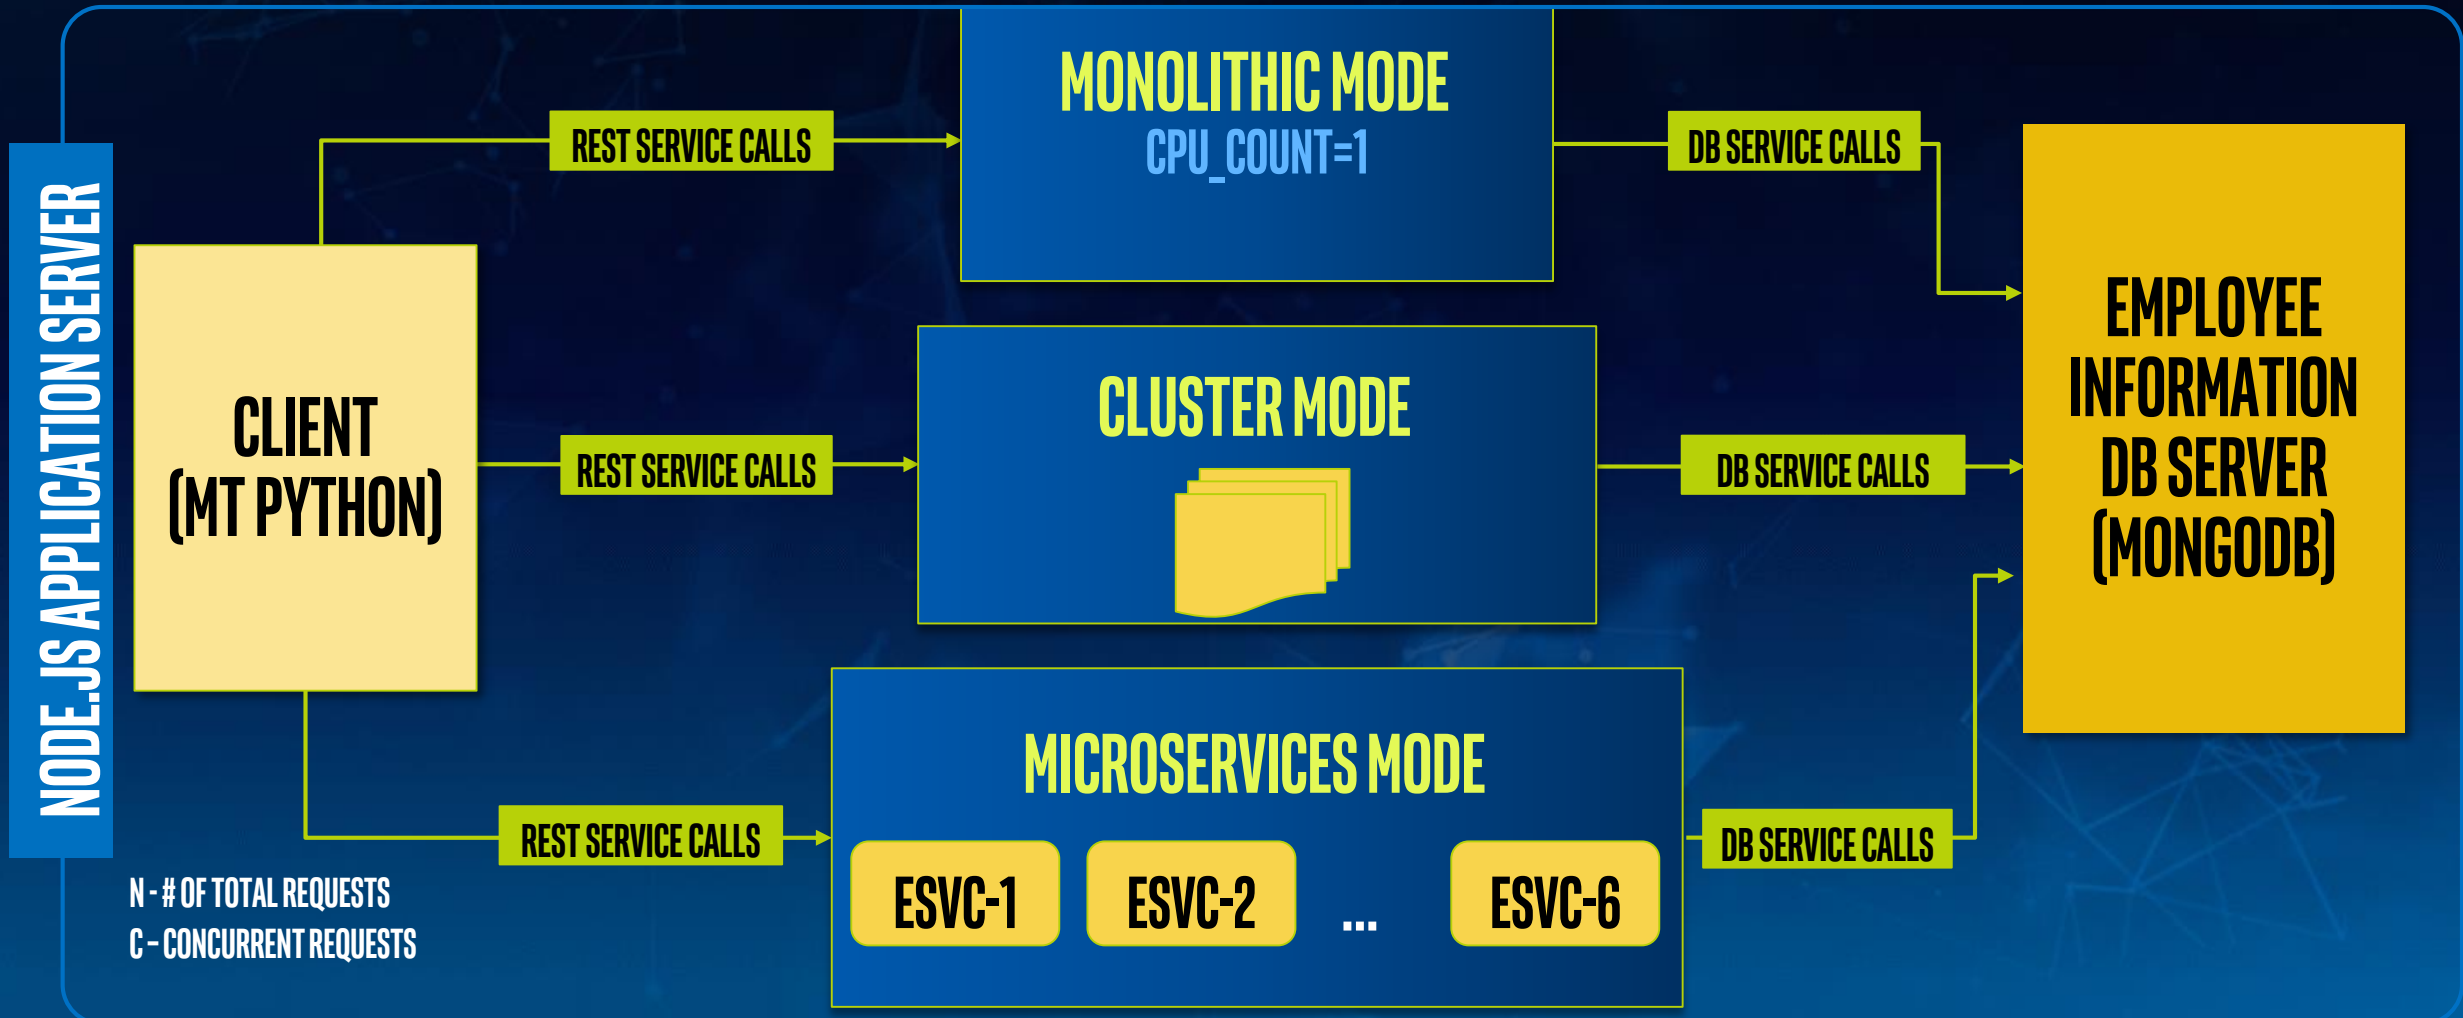 NODE.JS APPLICATION SERVER
CLIENT
(MT PYTHON)
N - # OF TOTAL REQUESTS
C – CONCURRENT REQUESTS
REST SERVICE CALLS
MONOLITHIC MODE
CPU_COUNT=1
DB SERVICE CALLS
REST SERVICE CALLS
CLUSTER MODE
DB SERVICE CALLS
REST SERVICE CALLS
MICROSERVICES MODE
ESVC-1
ESVC-2
...
ESVC-6
DB SERVICE CALLS
EMPLOYEE
INFORMATION
DB SERVER
(MONGODB)